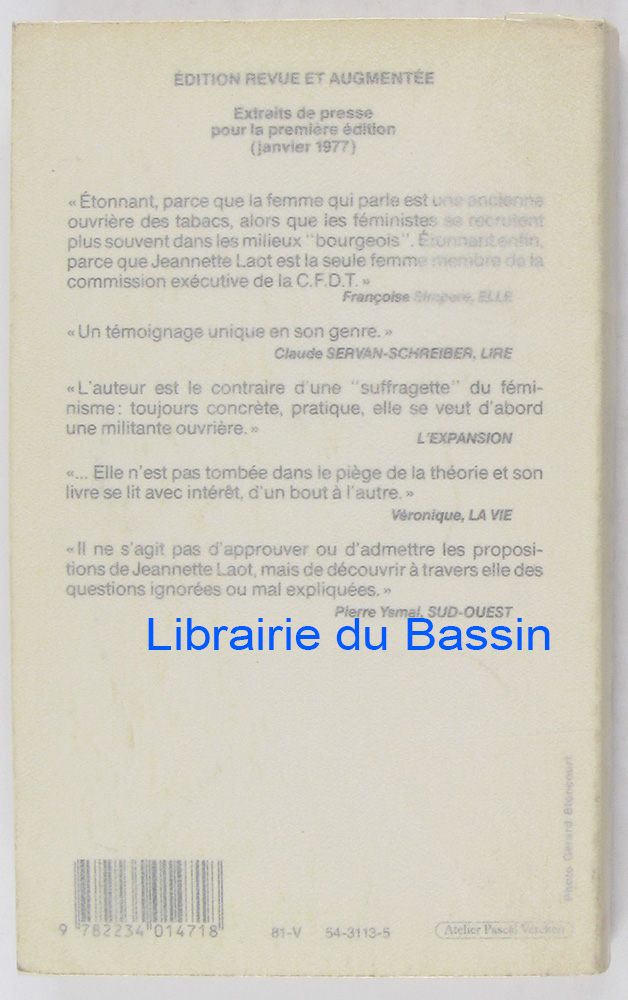 ÉDITION REVUE ET AUGMENTÉE
Extraits de presse
pour la première édition
(janvier 1977)
« Étonnant, parce que la femme qui parle est une ancienne
ouvrière des tabacs, alors que les féministes se recrutent
plus souvent dans les milieux "bourgeois". Étonnant enfin,
parce que Jeannette Laot est la seule femme membre de la
commission exécutive de la C.F.D.T. »
Françoise Simpère, ELLE
« Un témoignage unique en son genre. »
Claude SERVAN-SCHREIBER, LIRE
« L'auteur est le contraire d'une "suffragette" du fémi-
nisme : toujours concrète, pratique, elle se veut d'abord
une militante ouvrière. »
L'EXPANSION
«... Elle n'est pas tombée dans le piège de la théorie et son
livre se lit avec intérêt, d'un bout à l'autre. »
Véronique, LA VIE
« Il ne s'agit pas d'approuver ou d'admettre les proposi-
tions de Jeannette Laot, mais de découvrir à travers elle des
questions ignorées ou mal expliquées. »
Pierre Ysmal, SUD-OUEST
Librairie du Bassin
Photo Gérard Bloncourt
9 782234 014718
81-V 54-3113-5
Atelier Pascal Vercken